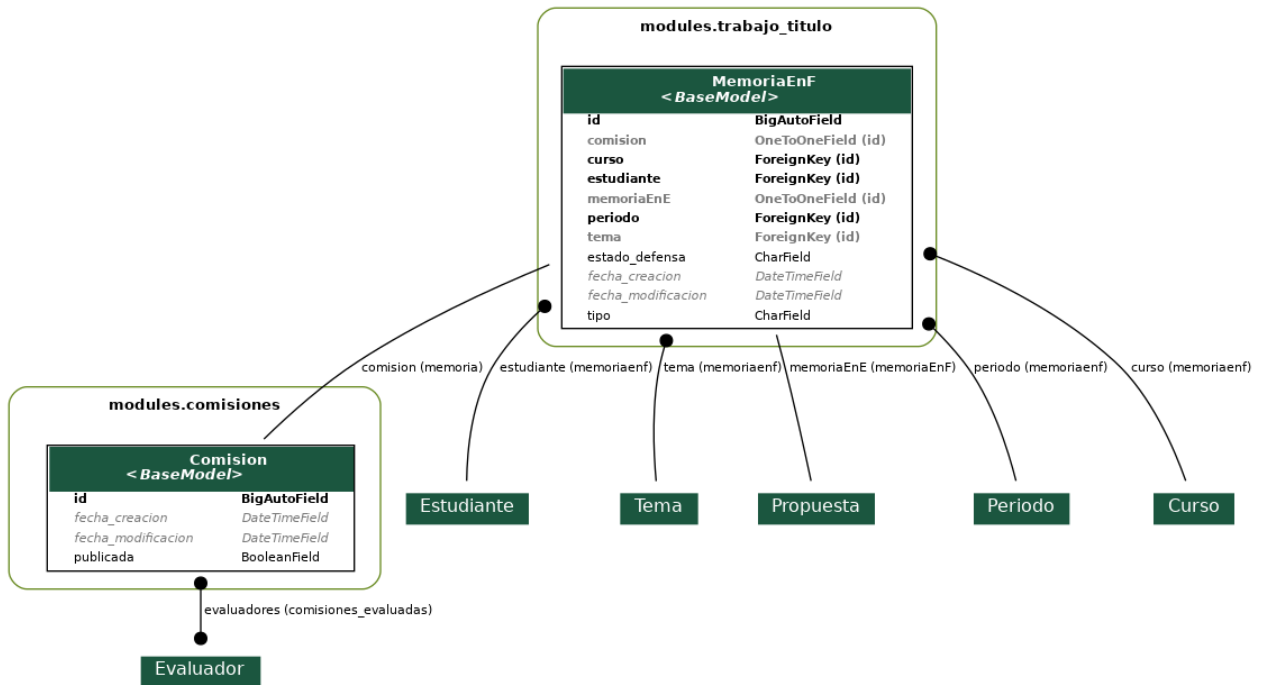 modules.trabajo_titulo
MemoriaEnF
<BaseModel>
id BigAutoField
comision OneToOneField (id)
curso ForeignKey (id)
estudiante ForeignKey (id)
memoriaEnE OneToOneField (id)
periodo ForeignKey (id)
tema ForeignKey (id)
estado_defensa CharField
fecha_creacion DateTimeField
fecha_modificacion DateTimeField
tipo CharField
comision (memoria) estudiante (memoriaenf) tema (memoriaenf) memoriaEnE (memoriaEnF) periodo (memoriaenf) curso (memoriaenf)
modules.comisiones
Comision
<BaseModel>
id BigAutoField
fecha_creacion DateTimeField
fecha_modificacion DateTimeField
publicada BooleanField
Estudiante Tema Propuesta Periodo Curso
evaluadores (comisiones_evaluadas)
Evaluador